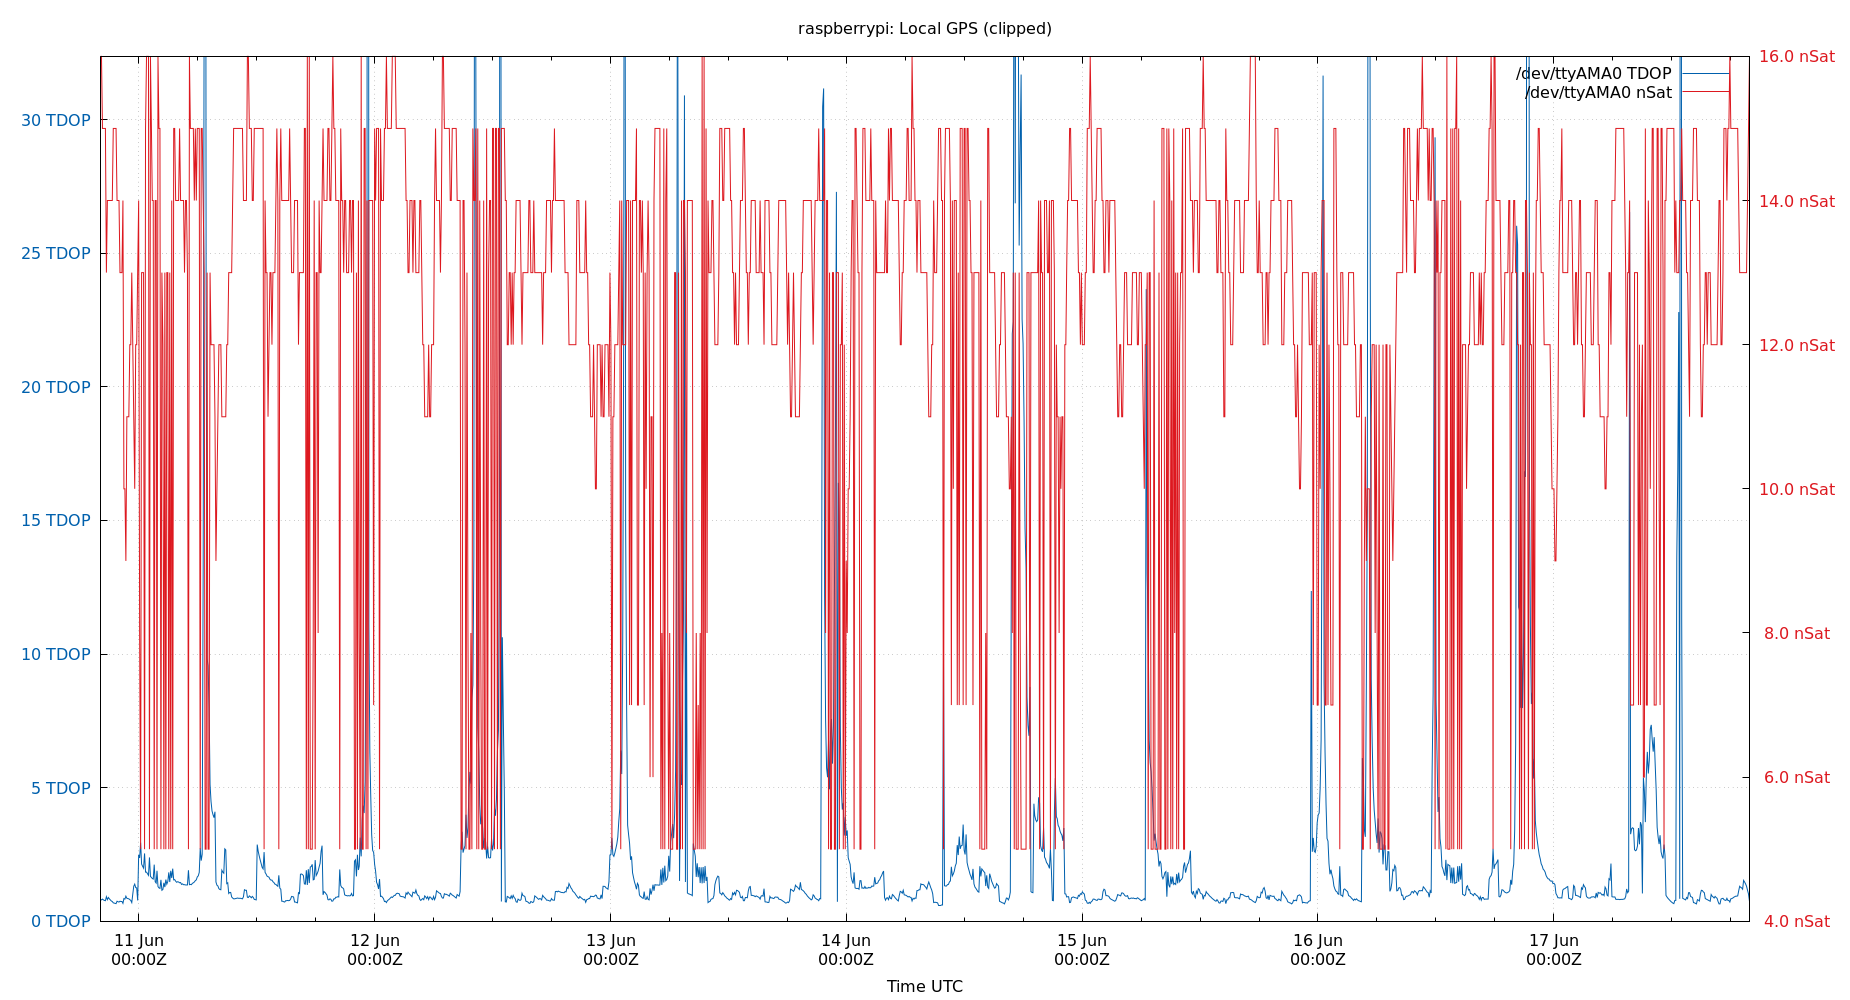 raspberrypi: Local GPS (clipped)
/dev/ttyAMA0 TDOP
/dev/ttyAMA0 nSat
30 TDOP
25 TDOP
20 TDOP
15 TDOP
10 TDOP
5 TDOP
0 TDOP
16.0 nSat
14.0 nSat
12.0 nSat
10.0 nSat
8.0 nSat
6.0 nSat
4.0 nSat
11 Jun
00:00Z
12 Jun
00:00Z
13 Jun
00:00Z
14 Jun
00:00Z
15 Jun
00:00Z
16 Jun
00:00Z
17 Jun
00:00Z
Time UTC